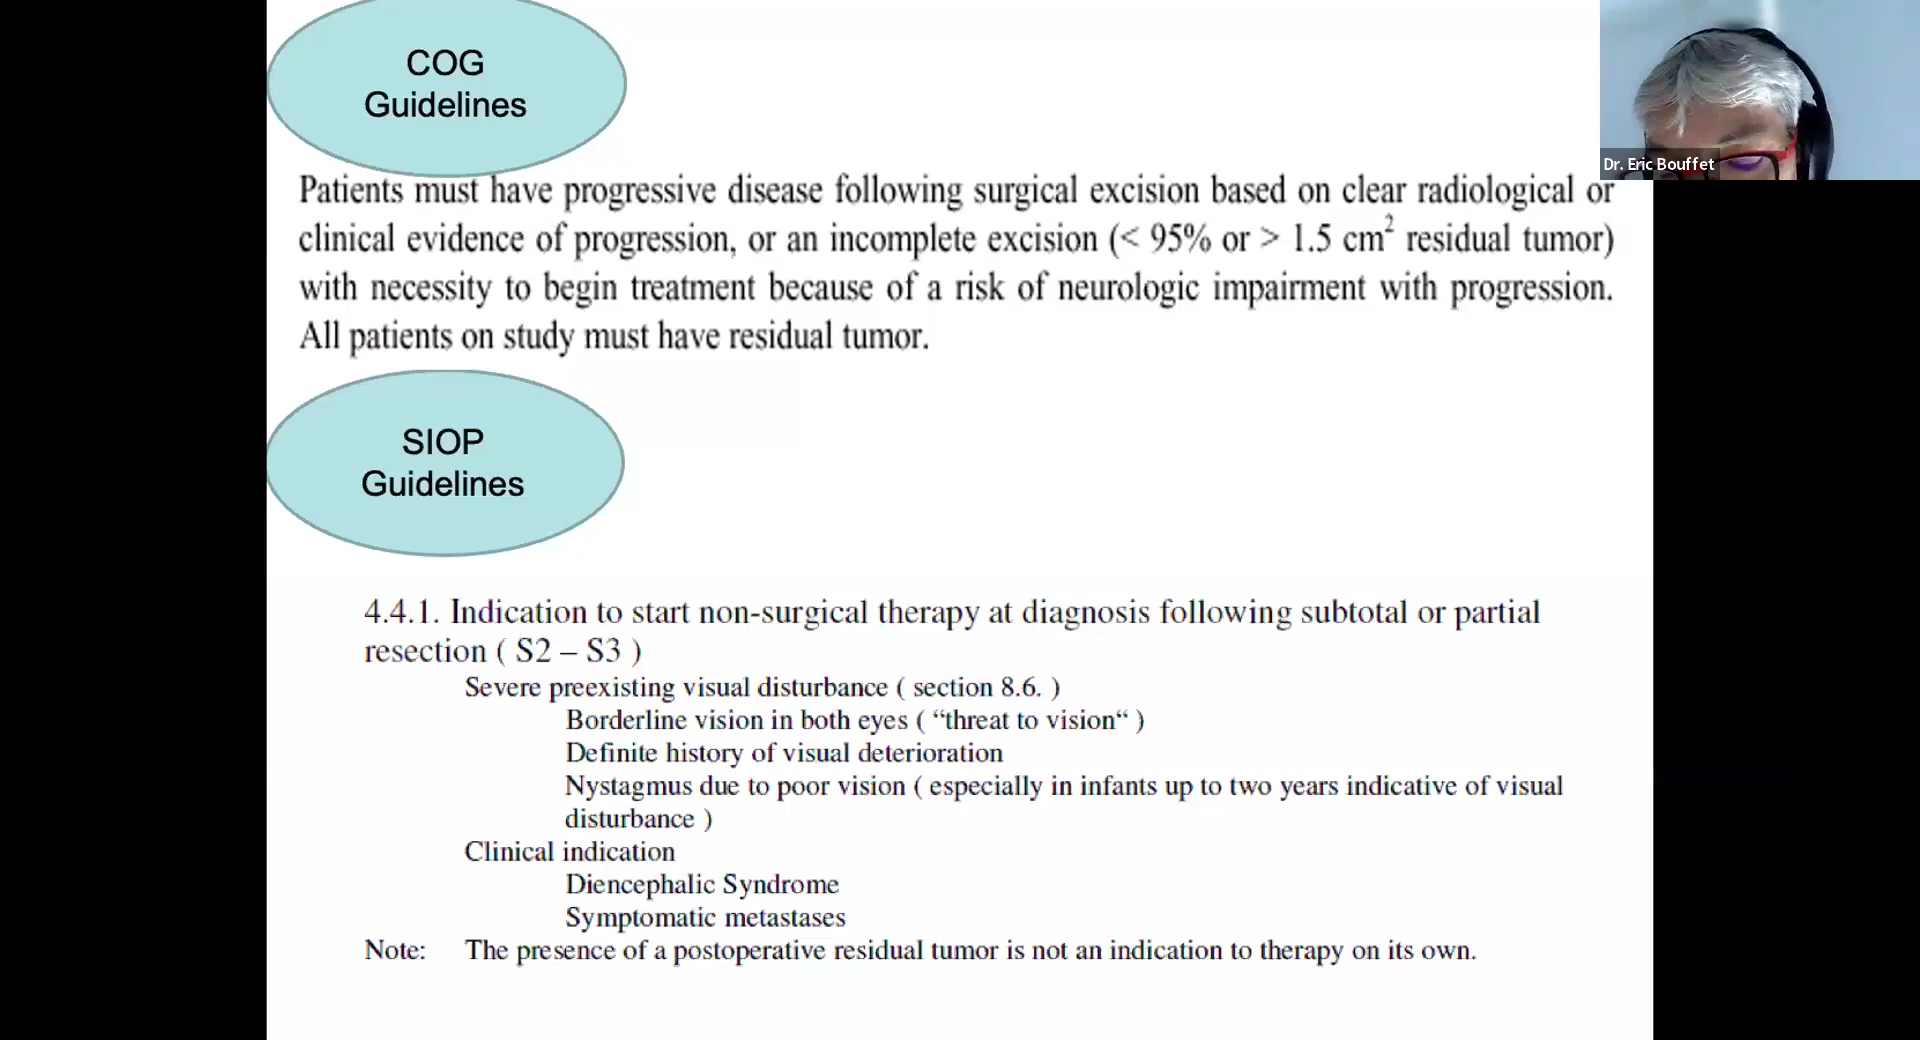 COG
Guidelines
Dr. Eric Bouffet
Patients must have progressive disease following surgical excision based on clear radiological or
clinical evidence of progression, or an incomplete excision (< 95% or > 1.5 cm² residual tumor)
with necessity to begin treatment because of a risk of neurologic impairment with progression.
All patients on study must have residual tumor.
SIOP
Guidelines
4.4.1. Indication to start non-surgical therapy at diagnosis following subtotal or partial
resection ( S2 – S3 )
Severe preexisting visual disturbance ( section 8.6. )
Borderline vision in both eyes ( “threat to vision“ )
Definite history of visual deterioration
Nystagmus due to poor vision ( especially in infants up to two years indicative of visual
disturbance )
Clinical indication
Diencephalic Syndrome
Symptomatic metastases
Note: The presence of a postoperative residual tumor is not an indication to therapy on its own.